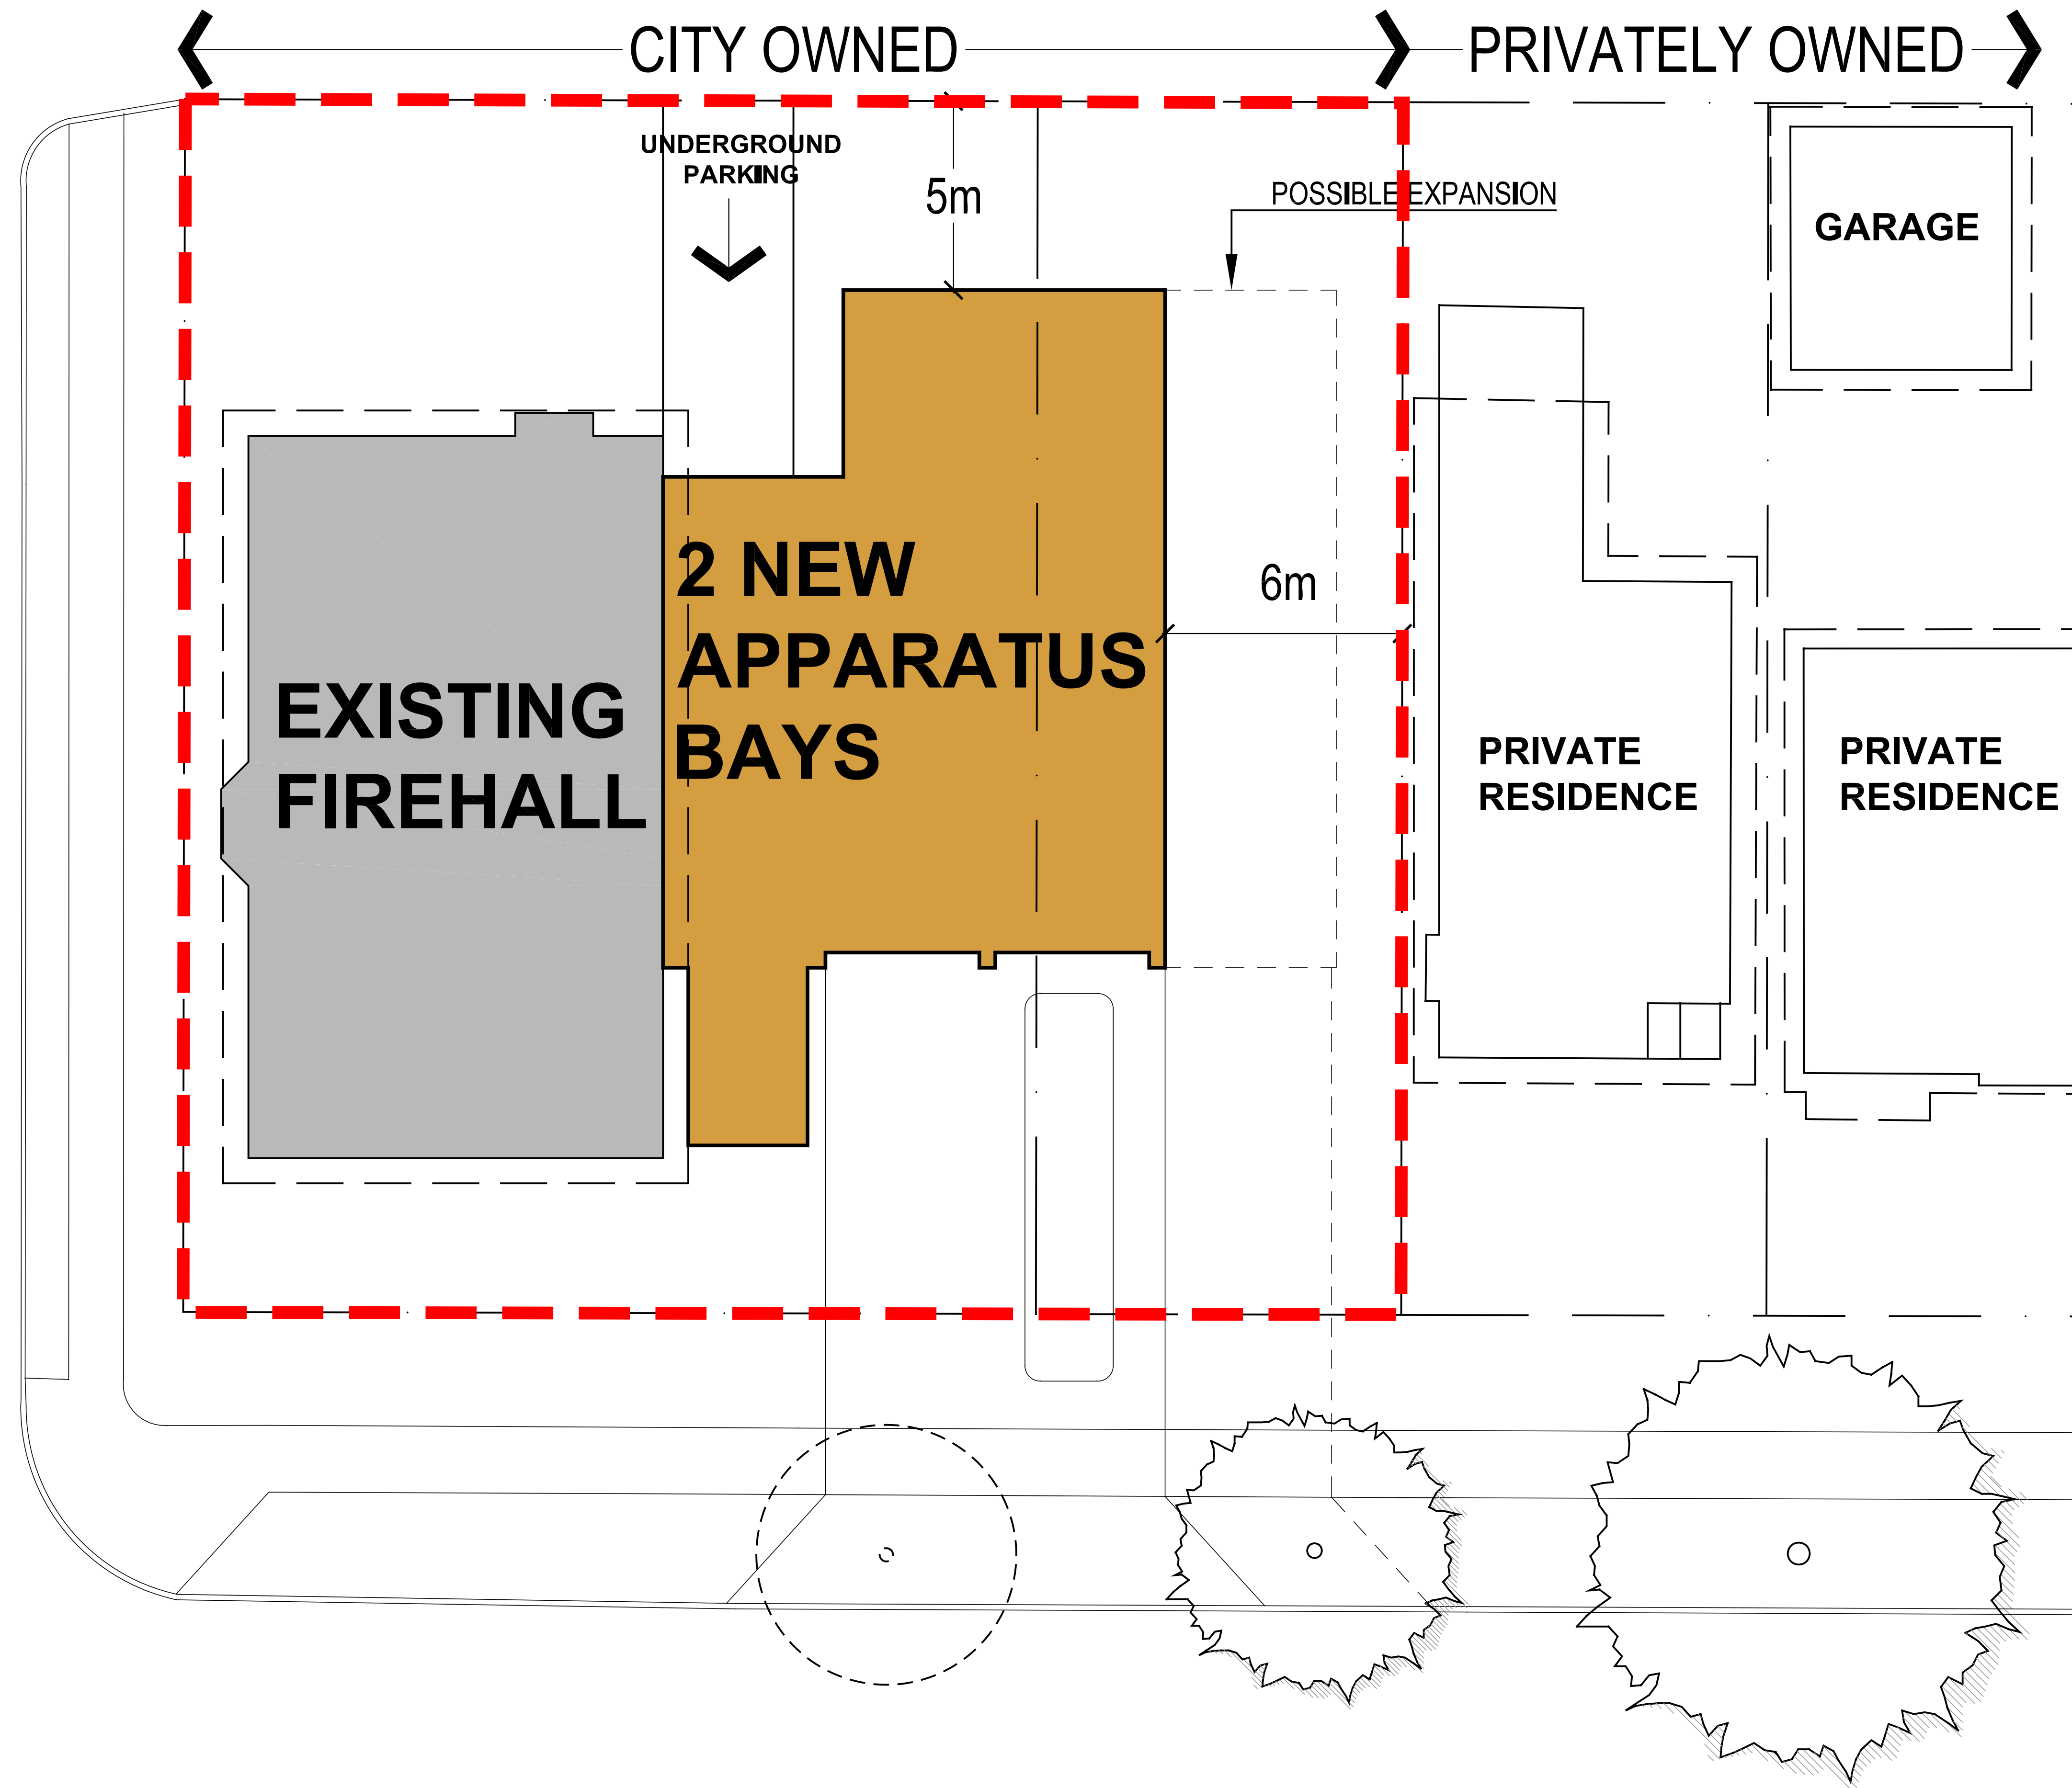 CITY OWNED
PRIVATELY OWNED
UNDERGROUND
PARKING
5m
POSSIBLE EXPANSION
GARAGE
2 NEW
APPARATUS
BAYS
6m
EXISTING
FIREHALL
PRIVATE
RESIDENCE
PRIVATE
RESIDENCE